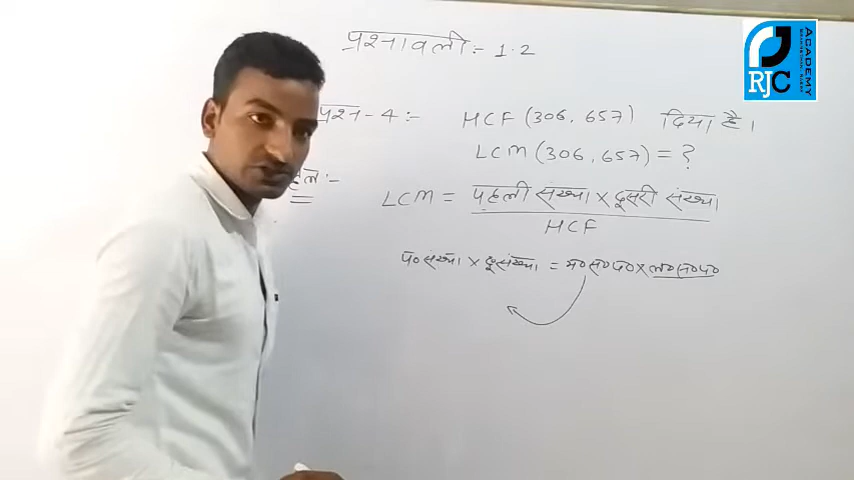 प्रश्नावली :- 1.2
प्रश्न-4 :- HCF (306, 657) दिया है।
LCM (306, 657) = ?
हल :-
LCM = पहली संख्या × दूसरी संख्या
HCF
प० संख्या × दू० संख्या = म०स०प० × ल०स०प०
RJC
ACADEMY